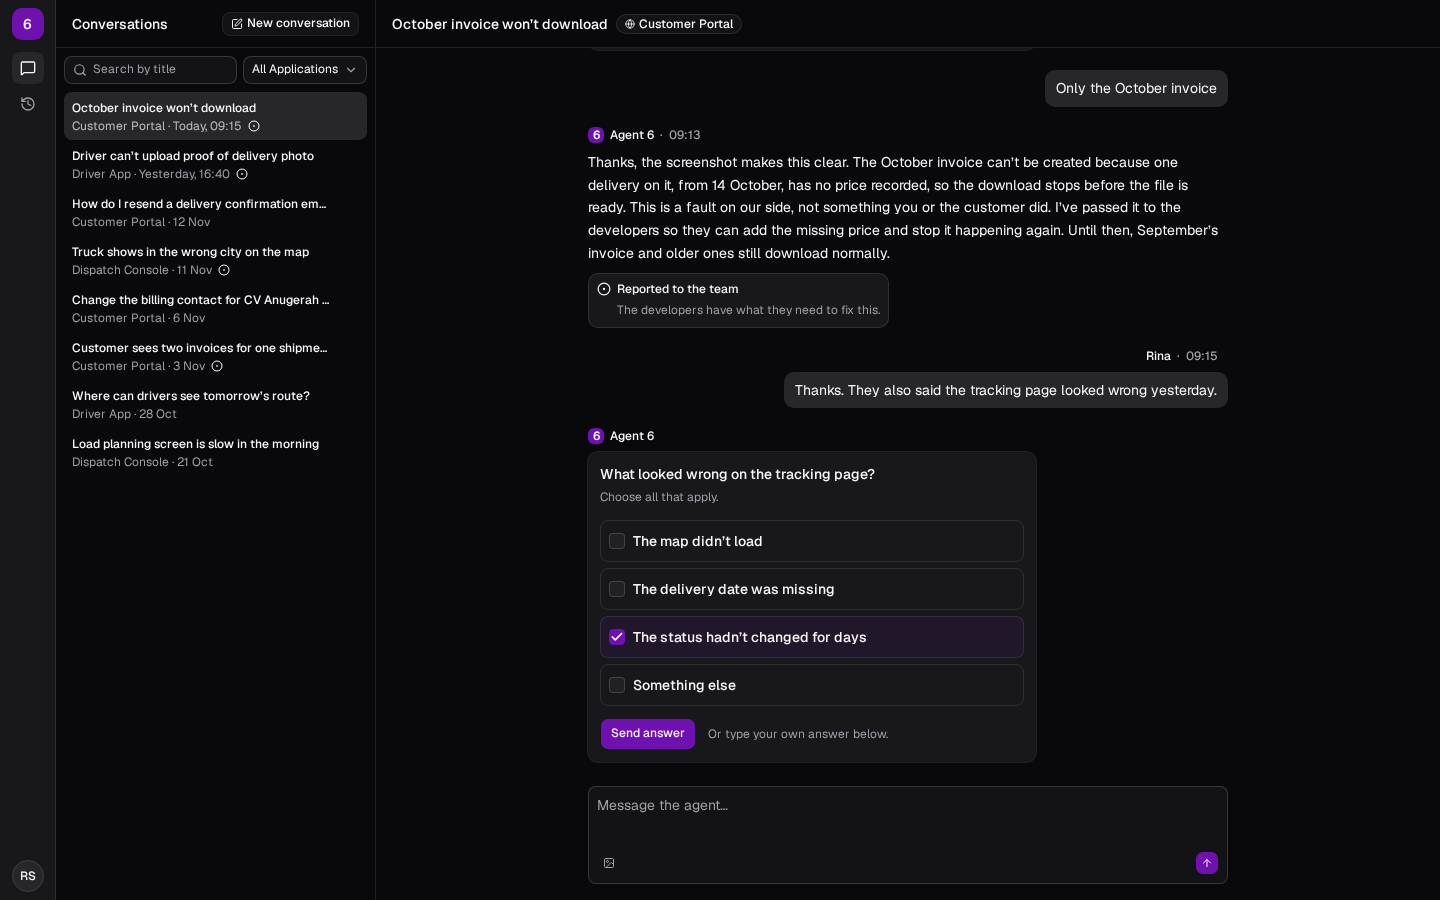 6
Conversations
New conversation
October invoice won't download
Customer Portal
Search by title
All Applications
October invoice won't download
Customer Portal · Today, 09:15
Driver can't upload proof of delivery photo
Driver App · Yesterday, 16:40
How do I resend a delivery confirmation em…
Customer Portal · 12 Nov
Truck shows in the wrong city on the map
Dispatch Console · 11 Nov
Change the billing contact for CV Anugerah …
Customer Portal · 6 Nov
Customer sees two invoices for one shipme…
Customer Portal · 3 Nov
Where can drivers see tomorrow's route?
Driver App · 28 Oct
Load planning screen is slow in the morning
Dispatch Console · 21 Oct
RS
Only the October invoice
6 Agent 6 · 09:13
Thanks, the screenshot makes this clear. The October invoice can't be created because one
delivery on it, from 14 October, has no price recorded, so the download stops before the file is
ready. This is a fault on our side, not something you or the customer did. I've passed it to the
developers so they can add the missing price and stop it happening again. Until then, September's
invoice and older ones still download normally.
Reported to the team
The developers have what they need to fix this.
Rina · 09:15
Thanks. They also said the tracking page looked wrong yesterday.
6 Agent 6
What looked wrong on the tracking page?
Choose all that apply.
The map didn't load
The delivery date was missing
The status hadn't changed for days
Something else
Send answer
Or type your own answer below.
Message the agent…